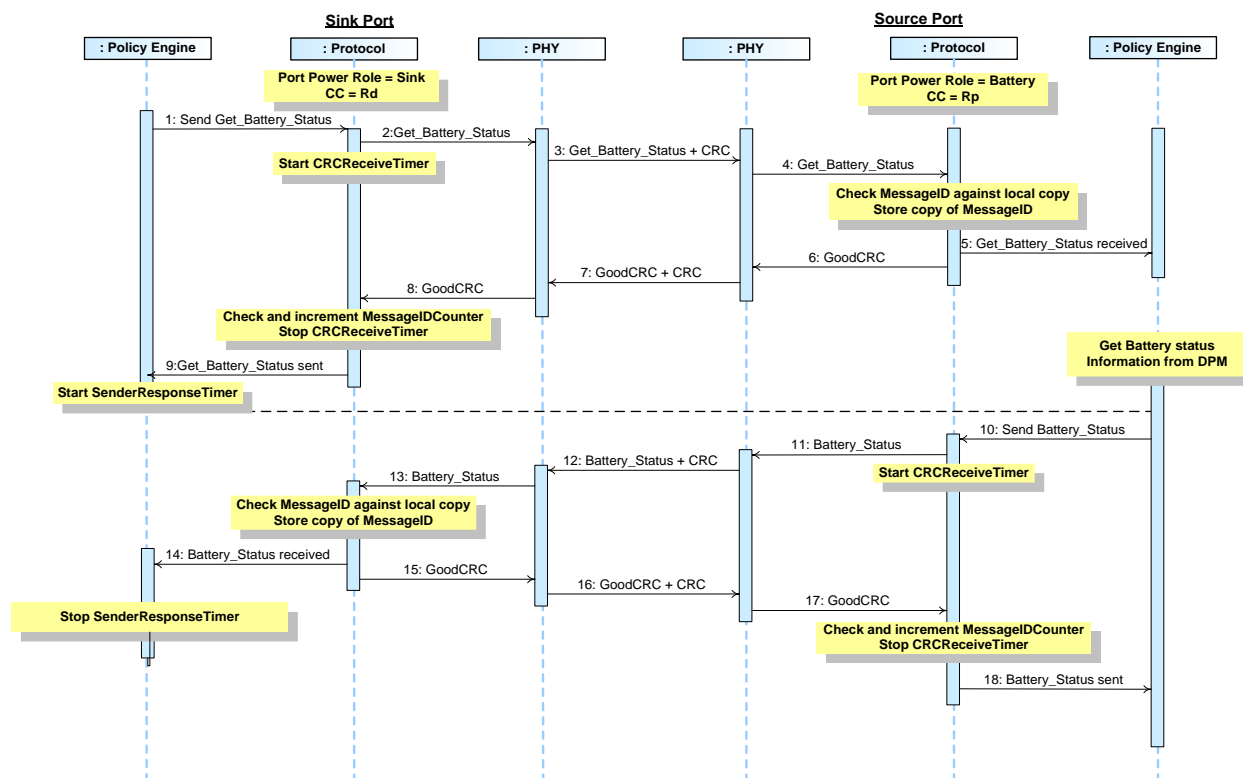 Sink Port
Source Port
: Policy Engine
: Protocol
: PHY
: PHY
: Protocol
: Policy Engine
Port Power Role = Sink
CC = Rd
Port Power Role = Battery
CC = Rp
1: Send Get_Battery_Status
2:Get_Battery_Status
Start CRCReceiveTimer
3: Get_Battery_Status + CRC
4: Get_Battery_Status
Check MessageID against local copy
Store copy of MessageID
5: Get_Battery_Status received
6: GoodCRC
7: GoodCRC + CRC
8: GoodCRC
Check and increment MessageIDCounter
Stop CRCReceiveTimer
9:Get_Battery_Status sent
Start SenderResponseTimer
Get Battery status
Information from DPM
10: Send Battery_Status
11: Battery_Status
Start CRCReceiveTimer
12: Battery_Status + CRC
13: Battery_Status
Check MessageID against local copy
Store copy of MessageID
14: Battery_Status received
15: GoodCRC
16: GoodCRC + CRC
17: GoodCRC
Stop SenderResponseTimer
Check and increment MessageIDCounter
Stop CRCReceiveTimer
18: Battery_Status sent